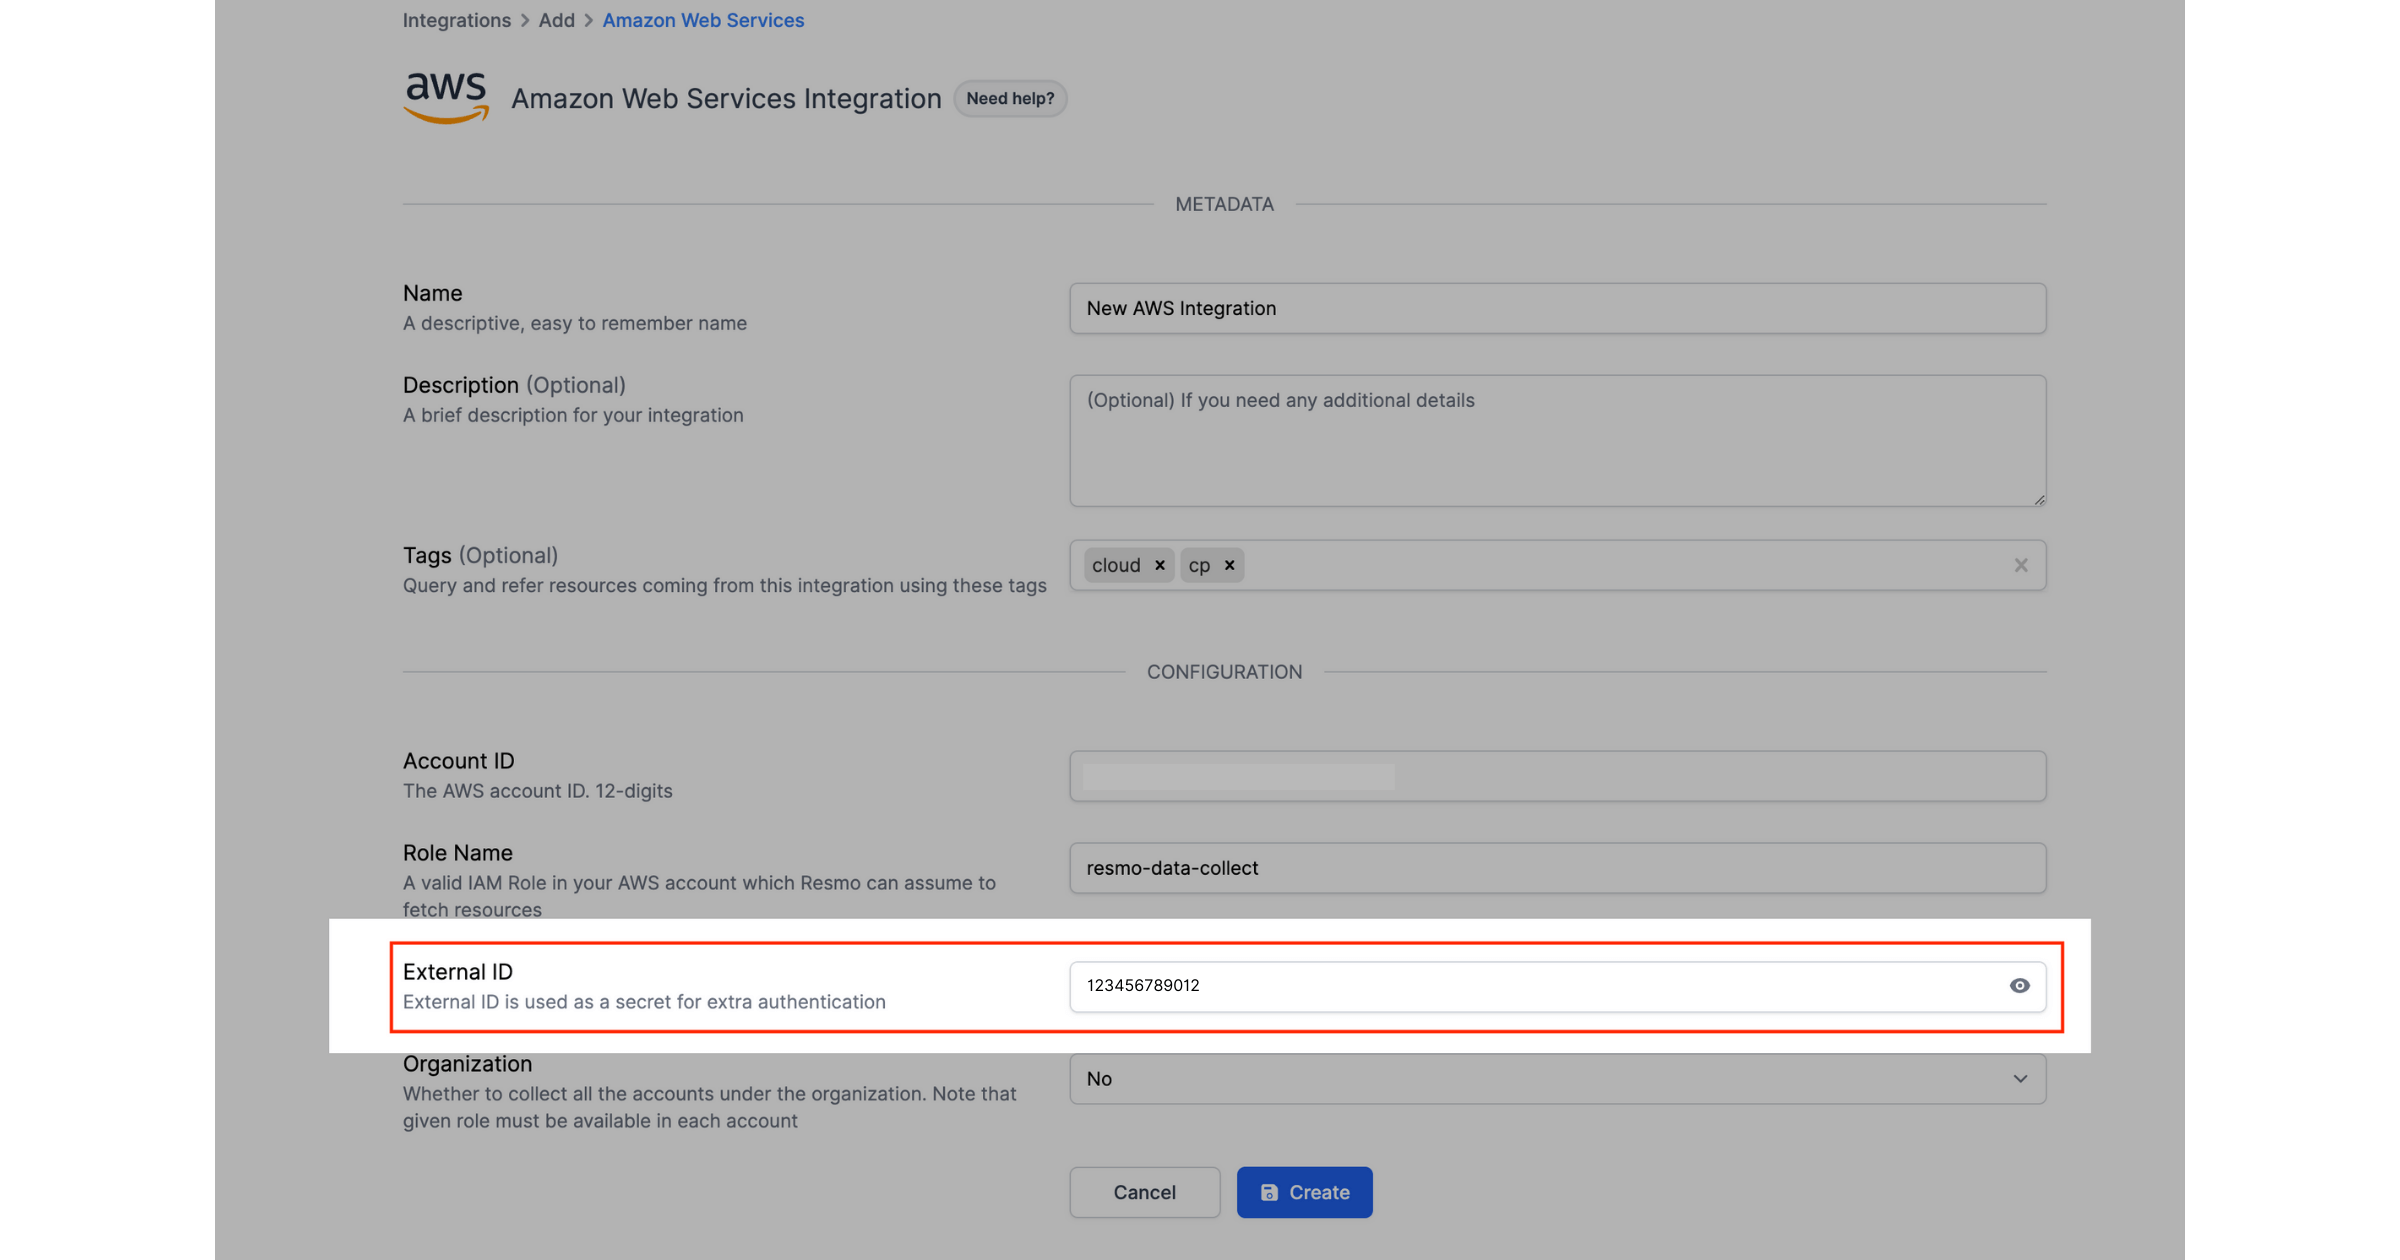 Integrations > Add > Amazon Web Services
aws
Amazon Web Services Integration
Need help?
METADATA
Name
A descriptive, easy to remember name
New AWS Integration
Description (Optional)
A brief description for your integration
(Optional) If you need any additional details
Tags (Optional)
Query and refer resources coming from this integration using these tags
cloud × cp ×
CONFIGURATION
Account ID
The AWS account ID. 12-digits
Role Name
A valid IAM Role in your AWS account which Resmo can assume to
fetch resources
resmo-data-collect
External ID
External ID is used as a secret for extra authentication
123456789012
Organization
Whether to collect all the accounts under the organization. Note that
given role must be available in each account
No
Cancel
Create